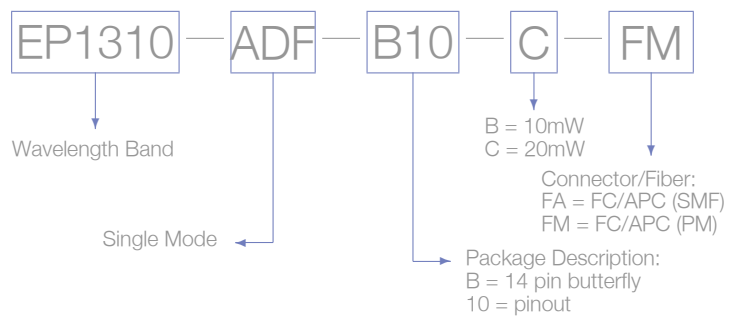 EP1310 — ADF — B10 — C — FM
Wavelength Band
B = 10mW
C = 20mW
Connector/Fiber:
FA = FC/APC (SMF)
FM = FC/APC (PM)
Single Mode
Package Description:
B = 14 pin butterfly
10 = pinout